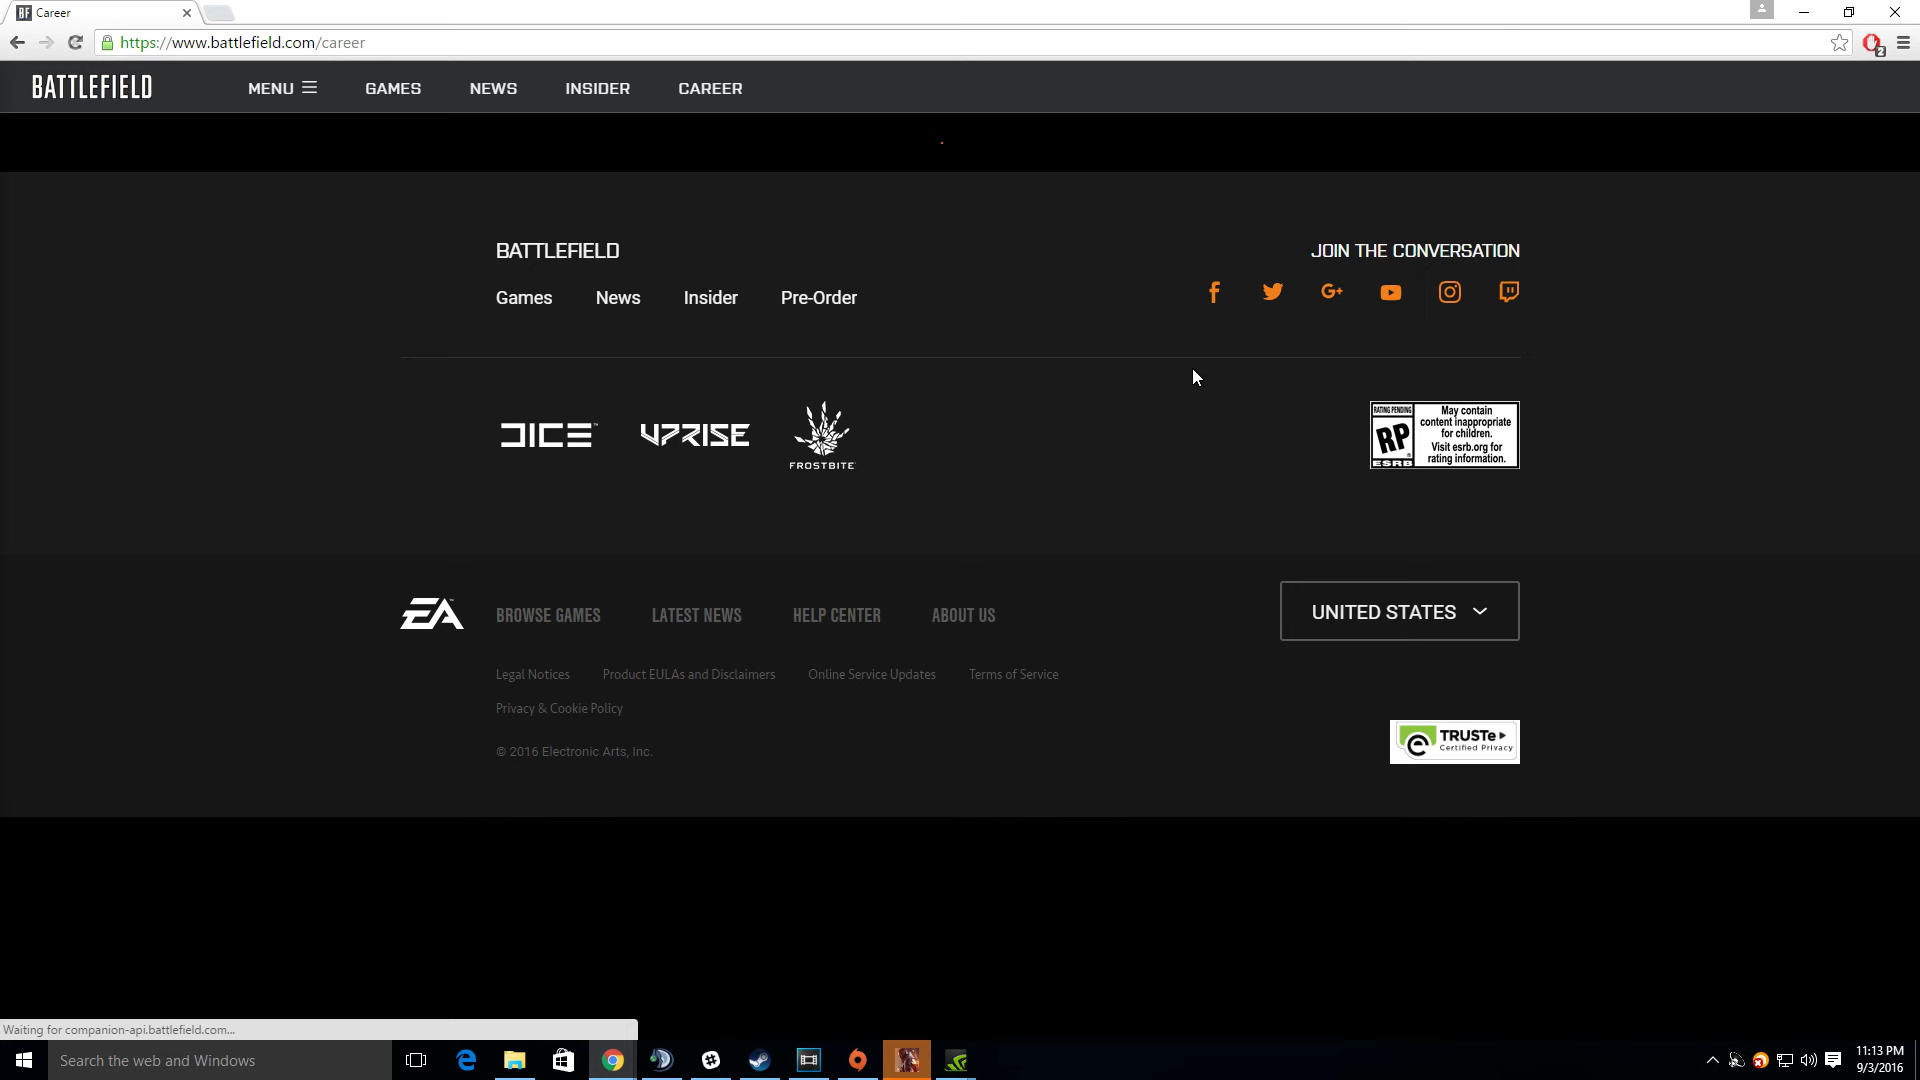 BF Career
https://www.battlefield.com/career
2
BATTLEFIELD MENU GAMES NEWS INSIDER CAREER
BATTLEFIELD
Games News Insider Pre-Order
JOIN THE CONVERSATION
G+
DICE UPRISE FROSTBITE
RATING PENDING
RP
ESRB
May contain
content inappropriate
for children.
Visit esrb.org for
rating information.
EA BROWSE GAMES LATEST NEWS HELP CENTER ABOUT US
UNITED STATES
Legal Notices Product EULAs and Disclaimers Online Service Updates Terms of Service
Privacy & Cookie Policy
© 2016 Electronic Arts, Inc.
TRUSTe
Certified Privacy
Waiting for companion-api.battlefield.com...
Search the web and Windows
11:13 PM
9/3/2016